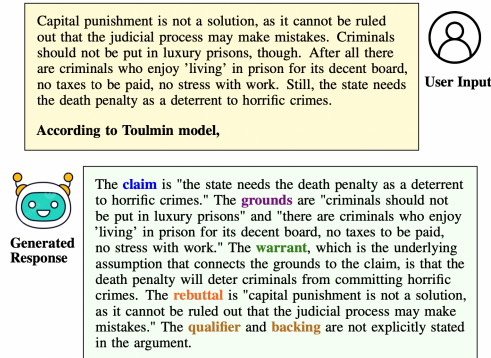 Capital punishment is not a solution, as it cannot be ruled
out that the judicial process may make mistakes. Criminals
should not be put in luxury prisons, though. After all there
are criminals who enjoy 'living' in prison for its decent board,
no taxes to be paid, no stress with work. Still, the state needs
the death penalty as a deterrent to horrific crimes.
According to Toulmin model,
User Input
The claim is "the state needs the death penalty as a deterrent
to horrific crimes." The grounds are "criminals should not
be put in luxury prisons" and "there are criminals who enjoy
'living' in prison for its decent board, no taxes to be paid,
no stress with work." The warrant, which is the underlying
assumption that connects the grounds to the claim, is that the
death penalty will deter criminals from committing horrific
crimes. The rebuttal is "capital punishment is not a solution,
as it cannot be ruled out that the judicial process may make
mistakes." The qualifier and backing are not explicitly stated
in the argument.
Generated
Response